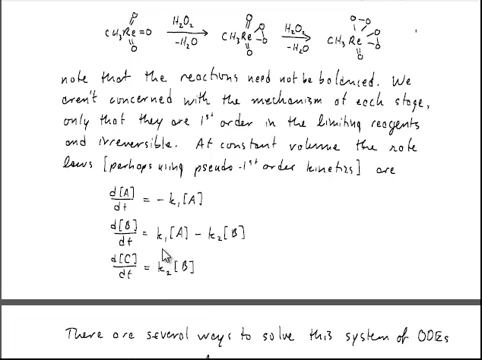 CH₃Re=O O O H₂O₂ -H₂O CH₃Re O O O O H₂O₂ -H₂O CH₃Re O O O O O
note that the reactions need not be balanced. We
aren't concerned with the mechanism of each stage,
only that they are 1st order in the limiting reagents
and irreversible. At constant volume the rate
laws [perhaps using pseudo-1st order kinetics] are
d[A]/dt = -k₁[A]
d[B]/dt = k₁[A] - k₂[B]
d[C]/dt = k₂[B]
There are several ways to solve this system of ODEs